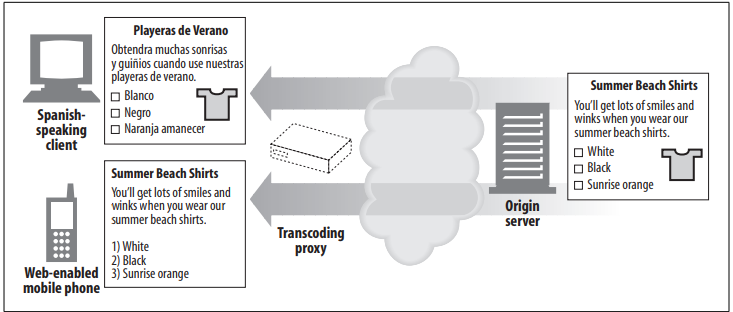 Playeras de Verano
Obtendra muchas sonrisas
y guiñios cuando use nuestras
playeras de verano.
Blanco
Negro
Naranja amanecer
Spanish-
speaking
client
Summer Beach Shirts
You'll get lots of smiles and
winks when you wear our
summer beach shirts.
1) White
2) Black
3) Sunrise orange
Web-enabled
mobile phone
Transcoding
proxy
Origin
server
Summer Beach Shirts
You'll get lots of smiles and
winks when you wear our
summer beach shirts.
White
Black
Sunrise orange